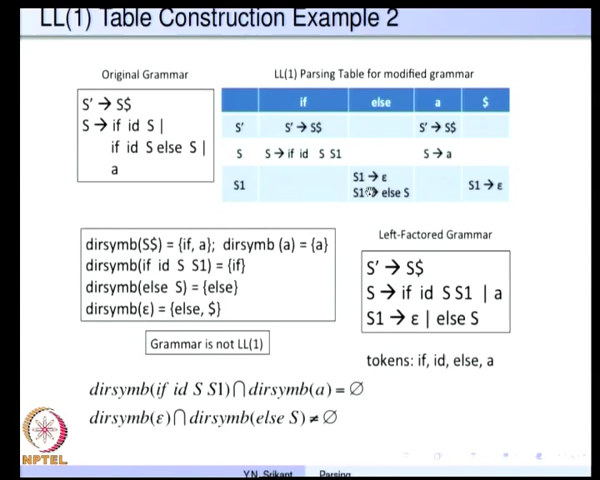 LL(1) Table Construction Example 2
Original Grammar
S' → S$
S → if id S |
if id S else S |
a
LL(1) Parsing Table for modified grammar
if else a $
S' S' → S$ S' → S$
S S → if id S S1 S → a
S1 S1 → ε S1 → ε
S1 → else S
dirsymb(S$) = {if, a}; dirsymb (a) = {a}
dirsymb(if id S S1) = {if}
dirsymb(else S) = {else}
dirsymb(ε) = {else, $}
Grammar is not LL(1)
Left-Factored Grammar
S' → S$
S → if id S S1 | a
S1 → ε | else S
tokens: if, id, else, a
dirsymb(if id S S1) ⋂ dirsymb(a) = ∅
dirsymb(ε) ⋂ dirsymb(else S) ≠ ∅
NPTEL
Y.N. Srikant Parsing